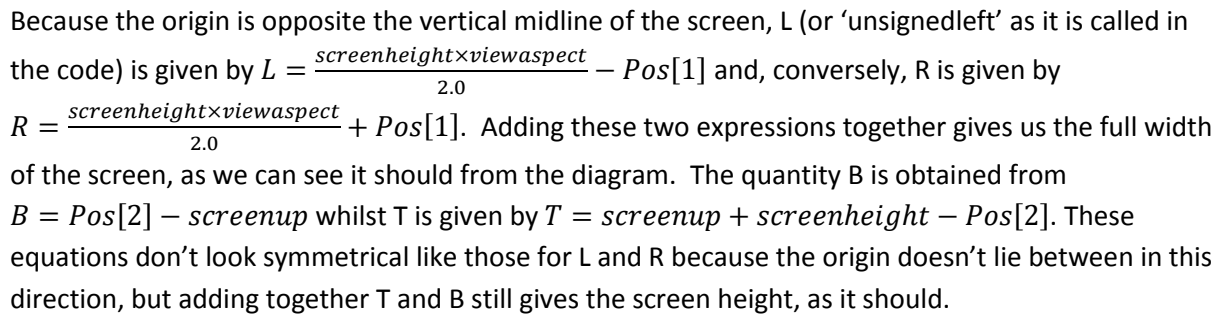 Because the origin is opposite the vertical midline of the screen, L (or ‘unsignedleft’ as it is called in
the code) is given by L = screenheight×viewaspect / 2.0 − Pos[1] and, conversely, R is given by
R = screenheight×viewaspect / 2.0 + Pos[1]. Adding these two expressions together gives us the full width
of the screen, as we can see it should from the diagram. The quantity B is obtained from
B = Pos[2] − screenup whilst T is given by T = screenup + screenheight − Pos[2]. These
equations don’t look symmetrical like those for L and R because the origin doesn’t lie between in this
direction, but adding together T and B still gives the screen height, as it should.